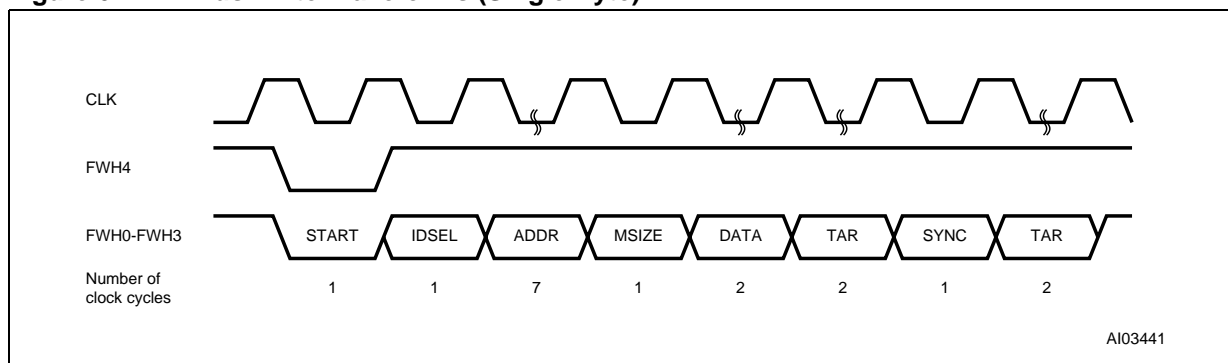 CLK
FWH4
FWH0-FWH3 START IDSEL ADDR MSIZE DATA TAR SYNC TAR
Number of
clock cycles 1 1 7 1 2 2 1 2
AI03441